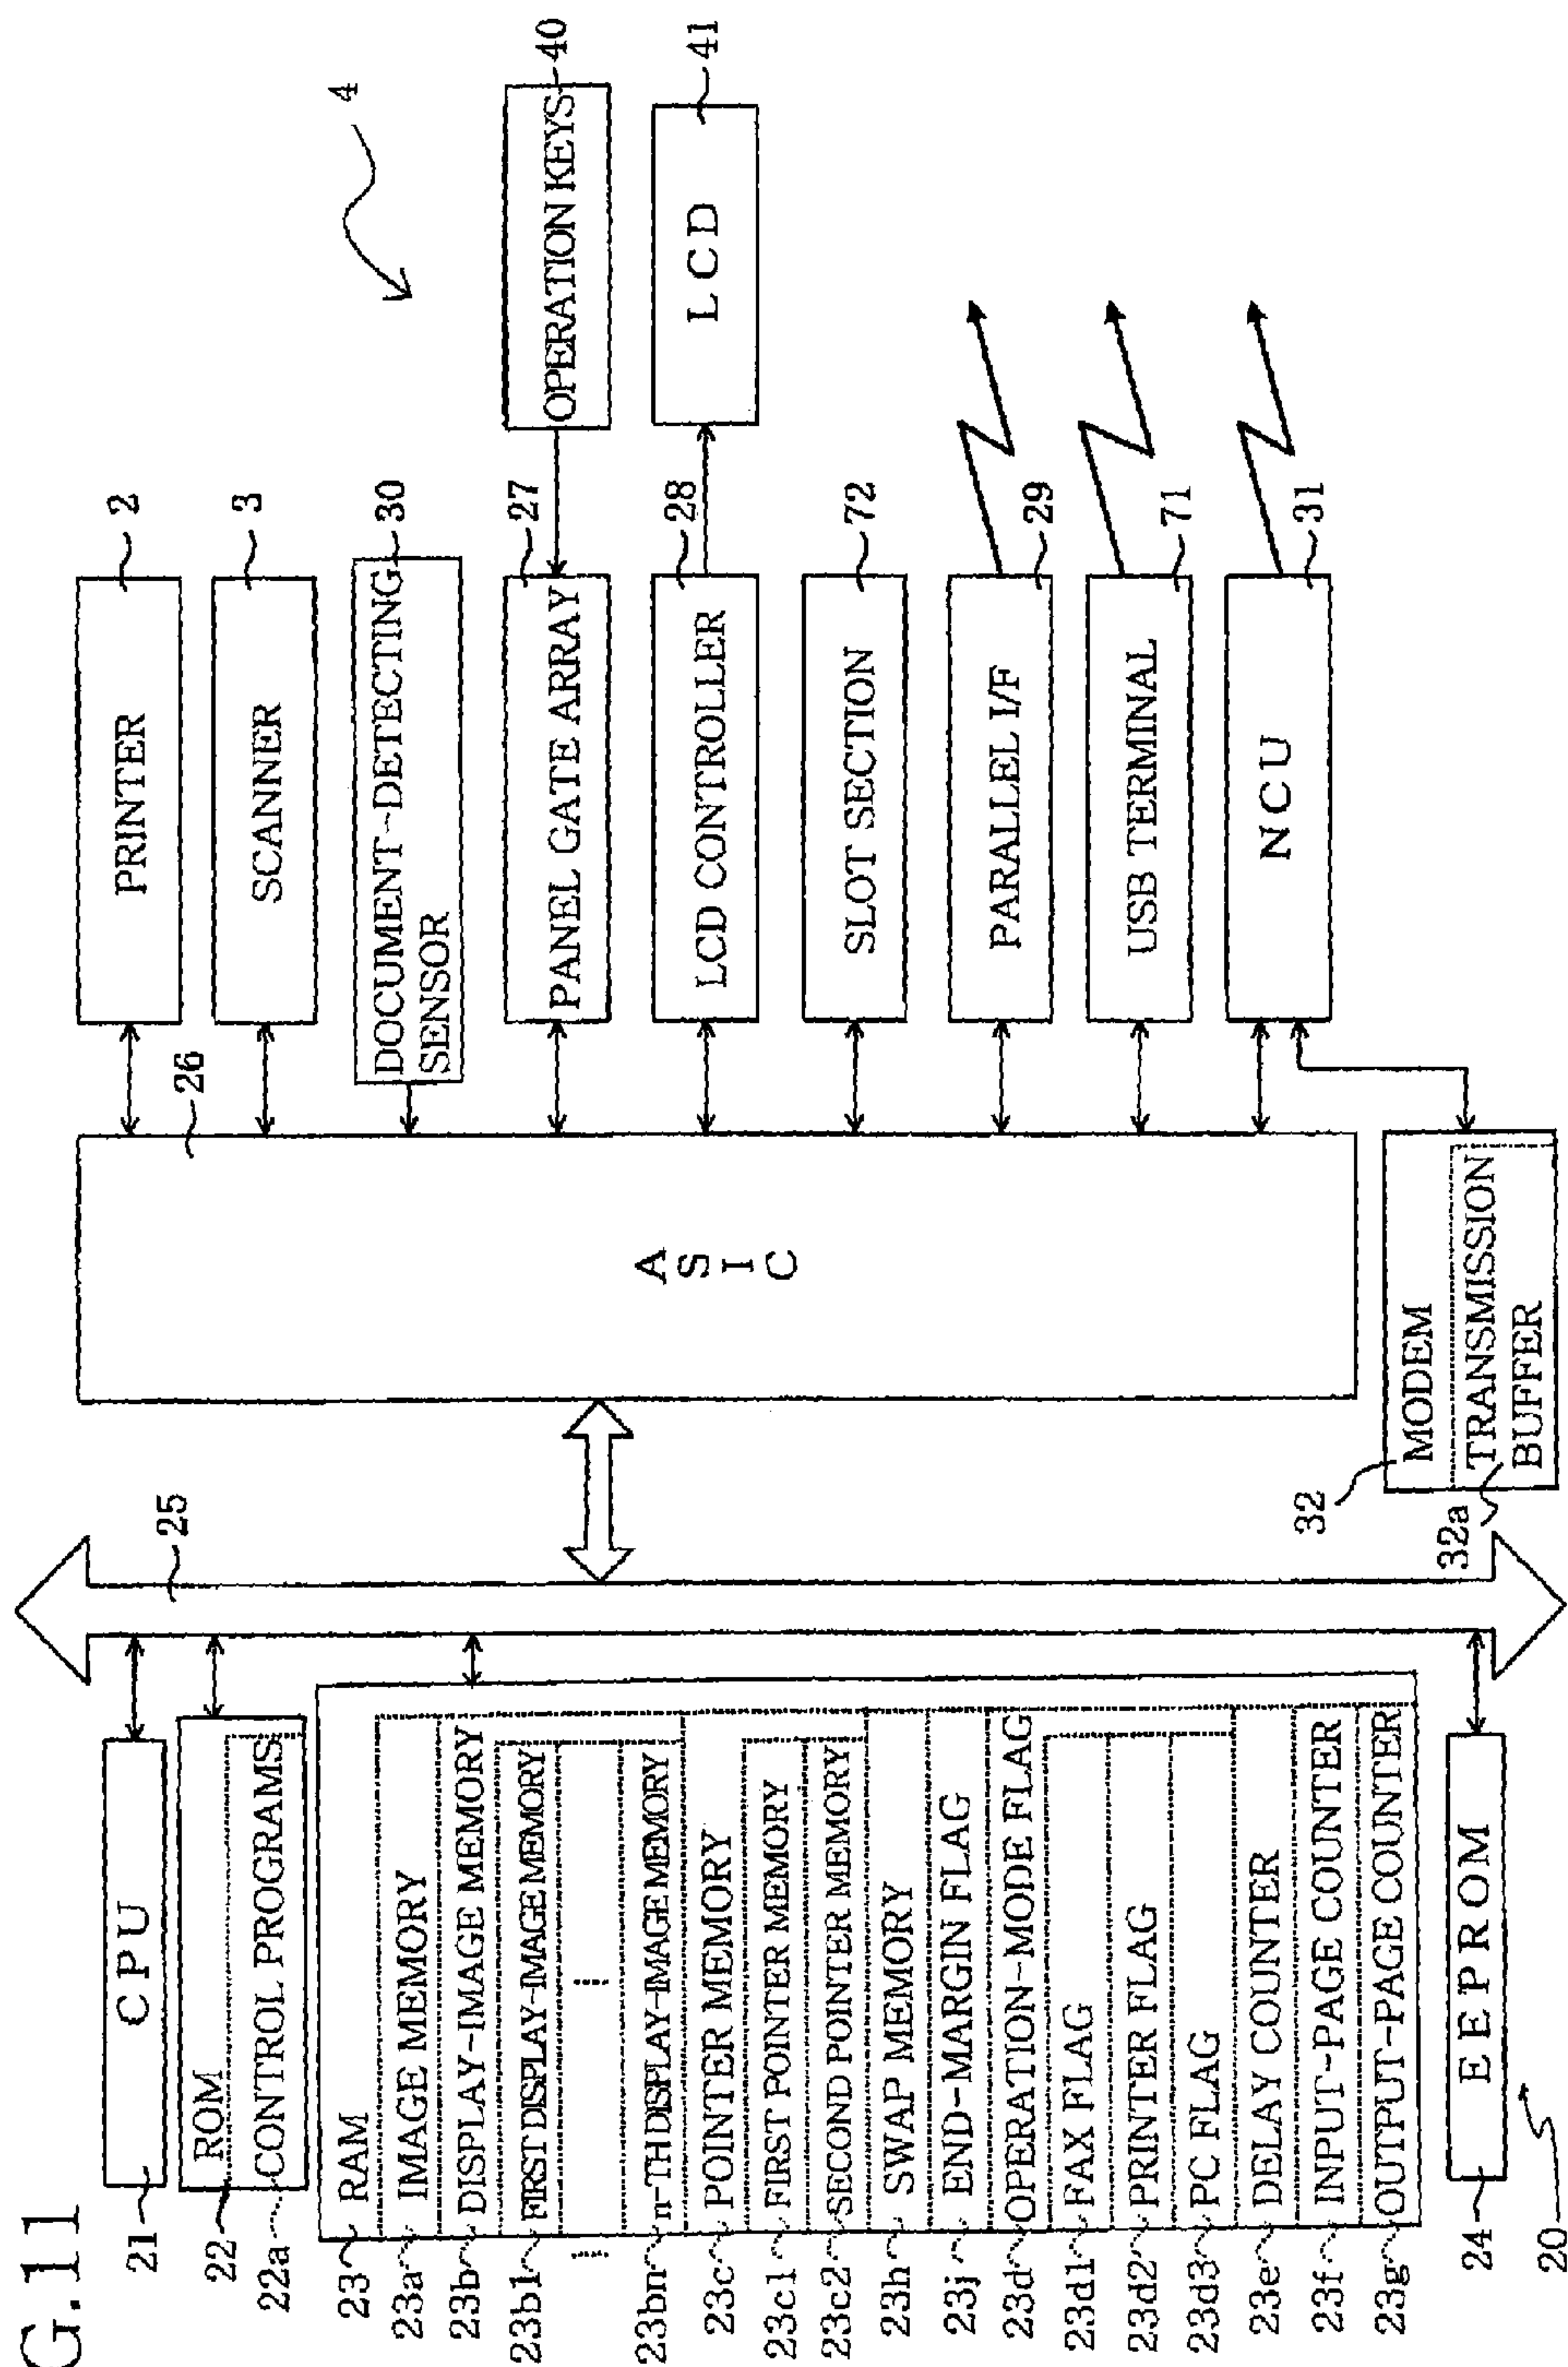 G.11
21
CPU
22
ROM
22a
CONTROL PROGRAMS
23
RAM
23a
IMAGE MEMORY
23b
DISPLAY-IMAGE MEMORY
23b1
FIRST DISPLAY-IMAGE MEMORY
23bn
n-TH DISPLAY-IMAGE MEMORY
23c
POINTER MEMORY
23c1
FIRST POINTER MEMORY
23c2
SECOND POINTER MEMORY
23h
SWAP MEMORY
23j
END-MARGIN FLAG
23d
OPERATION-MODE FLAG
23d1
FAX FLAG
23d2
PRINTER FLAG
23d3
PC FLAG
23e
DELAY COUNTER
23f
INPUT-PAGE COUNTER
23g
OUTPUT-PAGE COUNTER
24
EEPROM
20
25
26
ASIC
32
MODEM
32a
TRANSMISSION
BUFFER
PRINTER
2
SCANNER
3
DOCUMENT-DETECTING
SENSOR
30
PANEL GATE ARRAY
27
LCD CONTROLLER
28
SLOT SECTION
72
PARALLEL I/F
29
USB TERMINAL
71
NCU
31
4
OPERATION KEYS
40
LCD
41